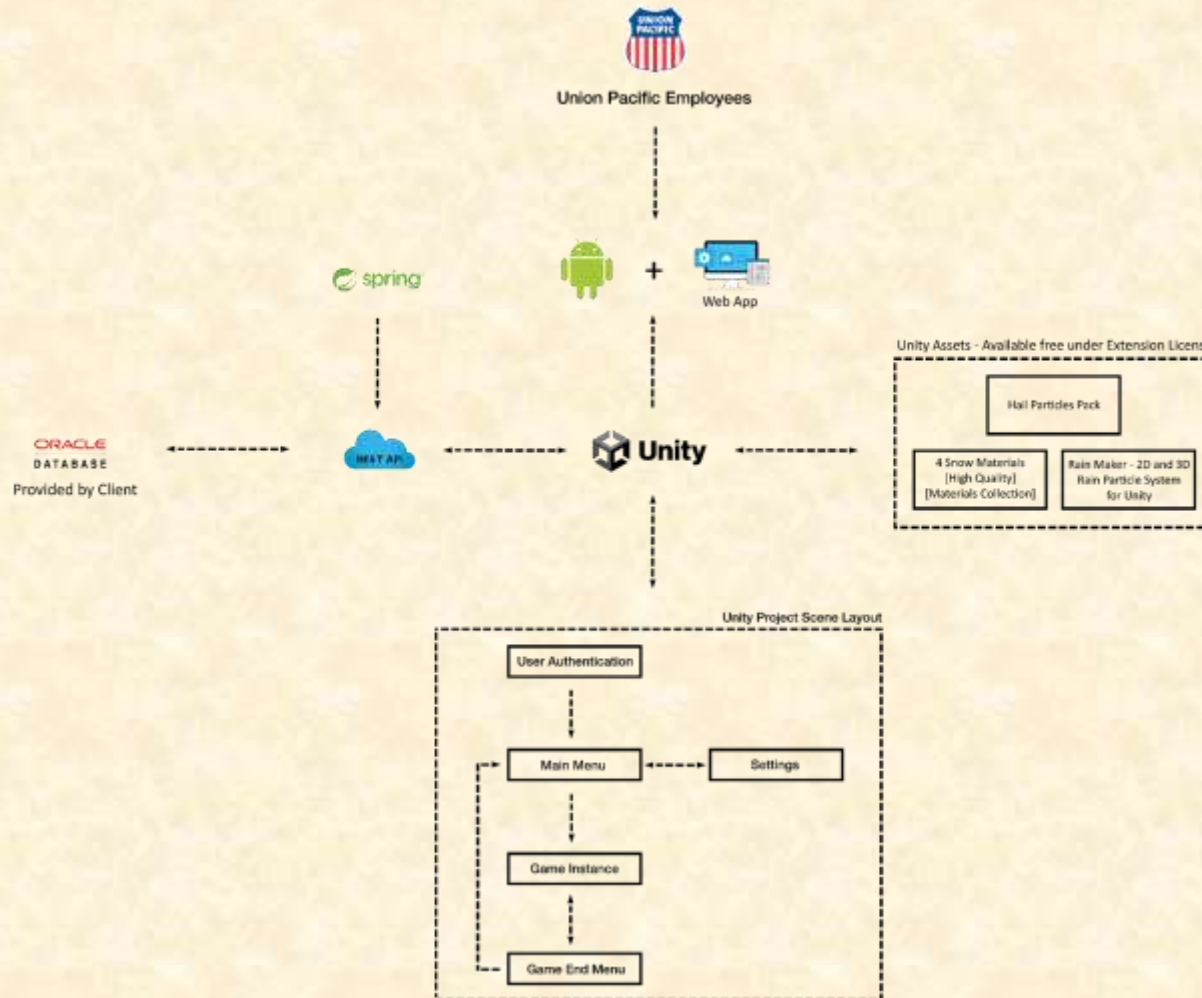 UNION
PACIFIC
Union Pacific Employees
spring
+
Web App
Unity Assets - Available free under Extension Licens
Hail Particles Pack
ORACLE
DATABASE
Provided by Client
REST API
Unity
4 Snow Materials
[High Quality]
[Materials Collection]
Rain Maker - 2D and 3D
Rain Particle System
for Unity
Unity Project Scene Layout
User Authentication
Main Menu
Settings
Game Instance
Game End Menu